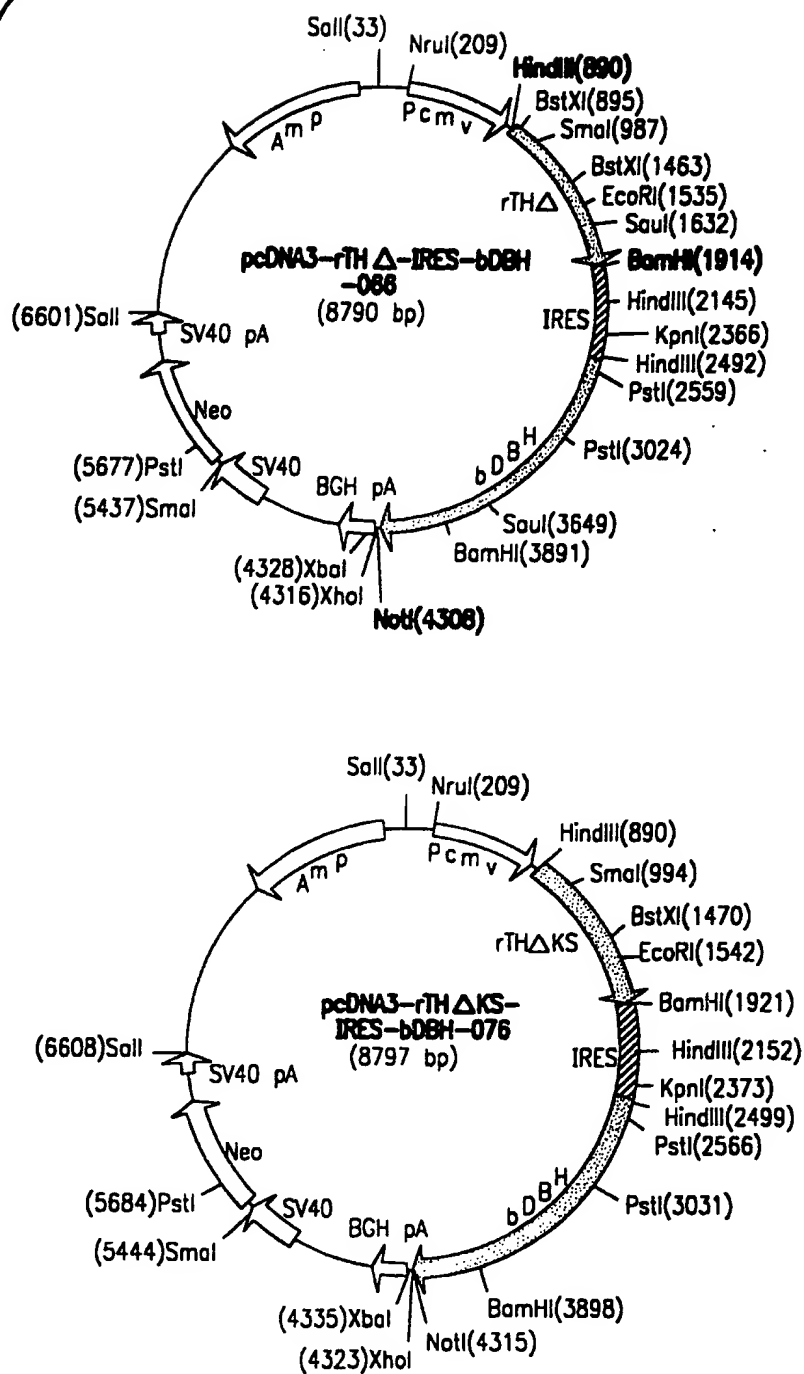 SalI(33)
NruI(209)
HindIII(890)
BstXI(895)
SmaI(987)
BstXI(1463)
EcoRI(1535)
SauI(1632)
BamHI(1914)
HindIII(2145)
KpnI(2366)
HindIII(2492)
PstI(2559)
PstI(3024)
SauI(3649)
BamHI(3891)
NotI(4308)
(4316)XhoI
(4328)XbaI
(5437)SmaI
(5677)PstI
(6601)SalI
Amp
Pcmv
rTHΔ
IRES
bDBH
BGH pA
SV40
Neo
SV40 pA
pcDNA3-rTHΔ-IRES-bDBH
-066
(8790 bp)
SalI(33)
NruI(209)
HindIII(890)
SmaI(994)
BstXI(1470)
EcoRI(1542)
BamHI(1921)
HindIII(2152)
KpnI(2373)
HindIII(2499)
PstI(2566)
PstI(3031)
BamHI(3898)
NotI(4315)
(4323)XhoI
(4335)XbaI
(5444)SmaI
(5684)PstI
(6608)SalI
Amp
Pcmv
rTHΔKS
IRES
bDBH
BGH pA
SV40
Neo
SV40 pA
pcDNA3-rTHΔKS-
IRES-bDBH-076
(8797 bp)